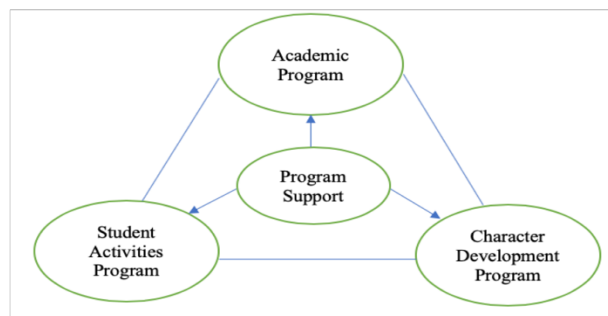 Academic
Program
Program
Support
Student
Activities
Program
Character
Development
Program